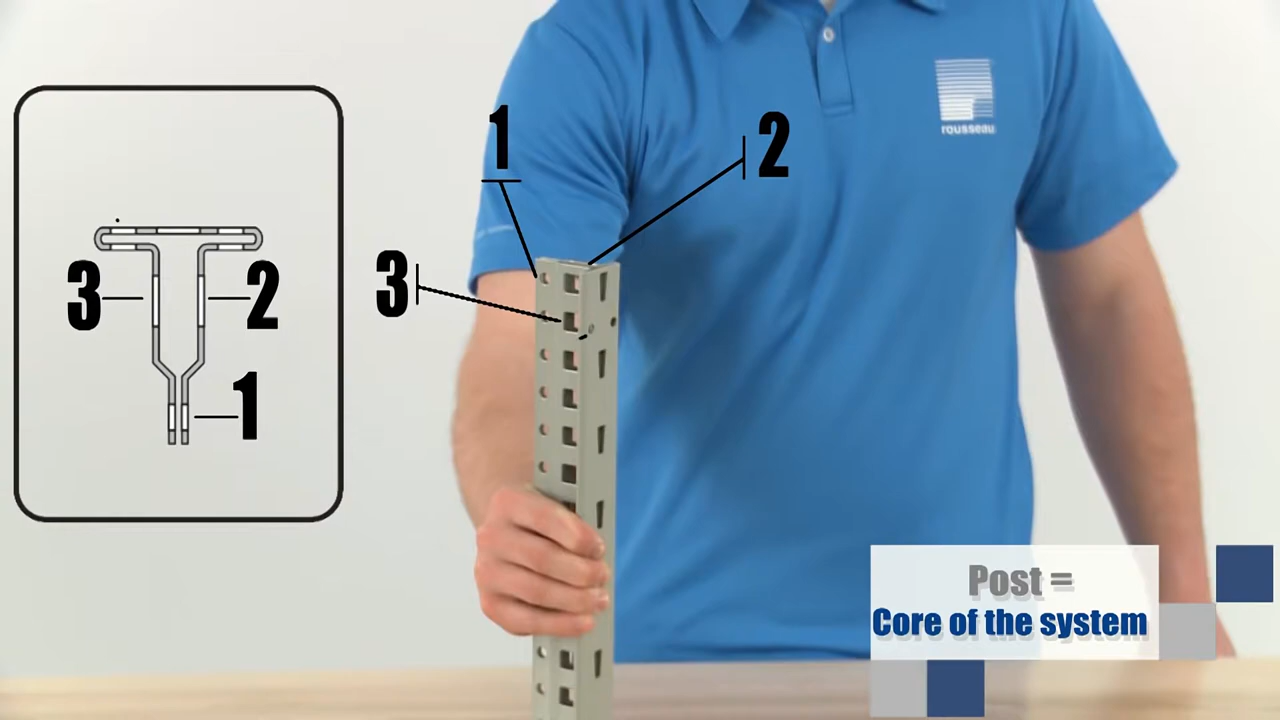 1
2
3
3
2
1
rousseau
Post =
Core of the system